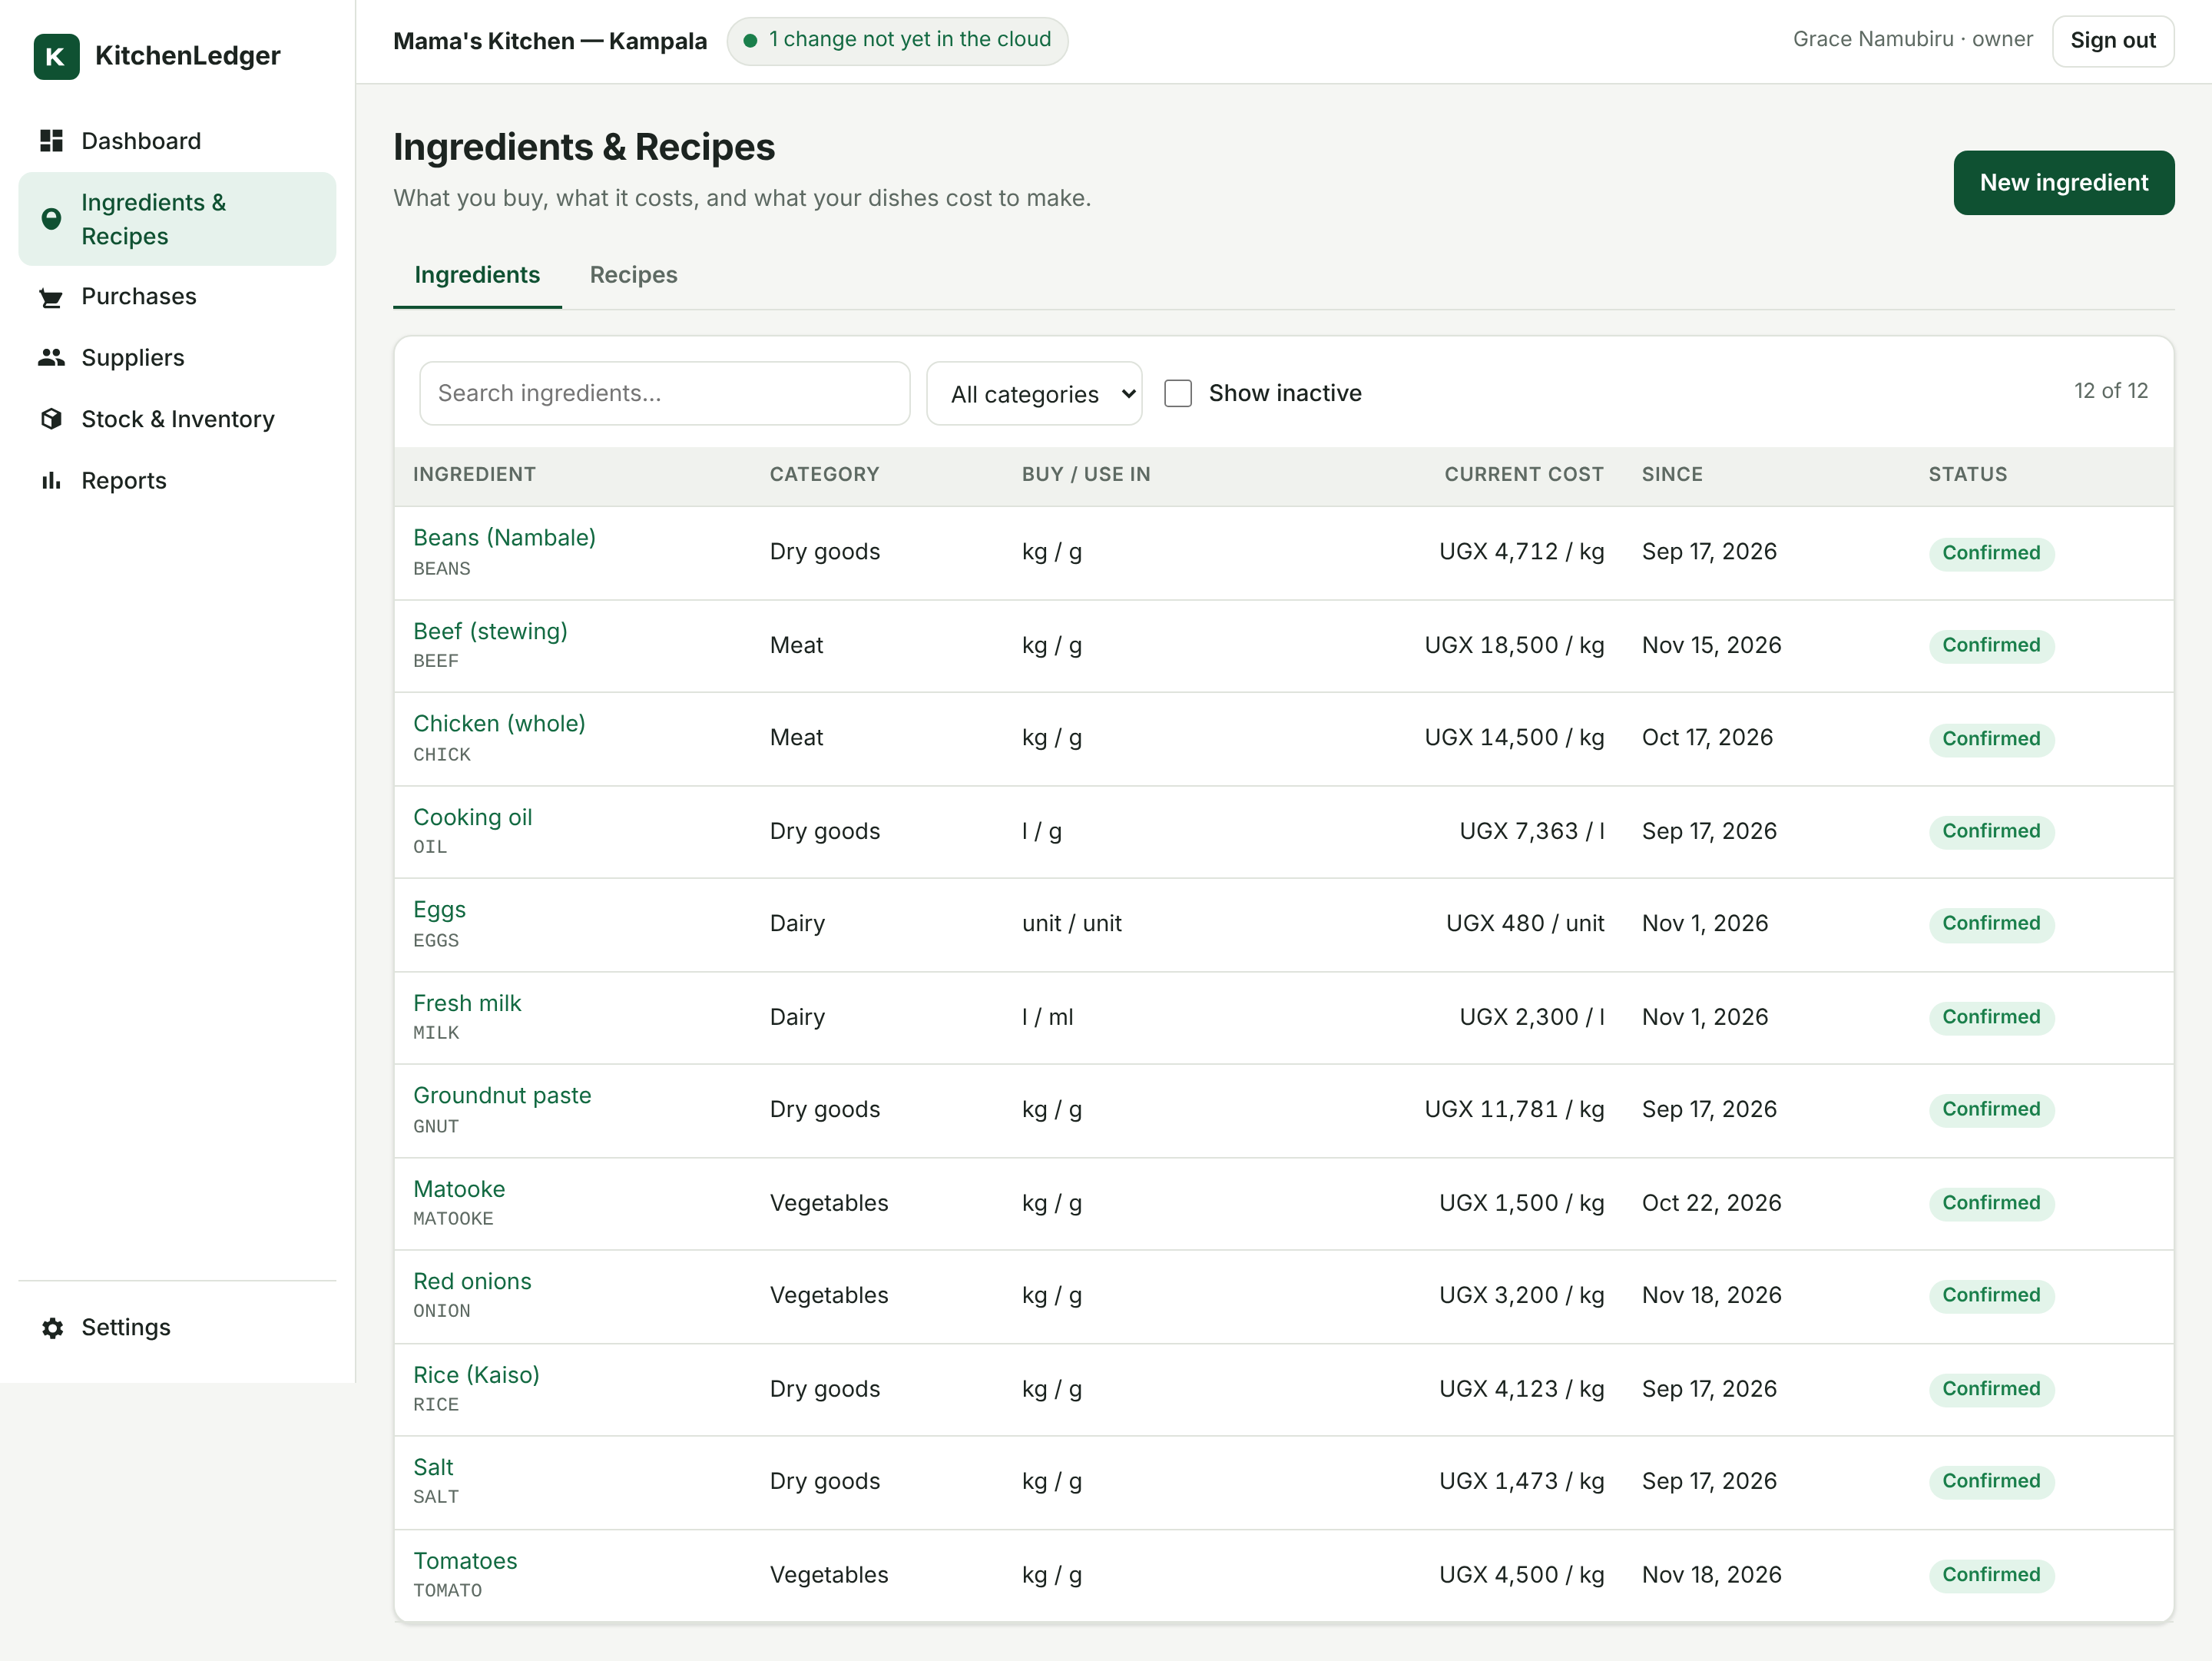 K KitchenLedger
Dashboard
Ingredients &
Recipes
Purchases
Suppliers
Stock & Inventory
Reports
Settings
Mama's Kitchen — Kampala 1 change not yet in the cloud Grace Namubiru · owner Sign out
Ingredients & Recipes
What you buy, what it costs, and what your dishes cost to make.
New ingredient
Ingredients Recipes
Search ingredients... All categories Show inactive 12 of 12
INGREDIENT CATEGORY BUY / USE IN CURRENT COST SINCE STATUS
Beans (Nambale)
BEANS
Dry goods kg / g UGX 4,712 / kg Sep 17, 2026 Confirmed
Beef (stewing)
BEEF
Meat kg / g UGX 18,500 / kg Nov 15, 2026 Confirmed
Chicken (whole)
CHICK
Meat kg / g UGX 14,500 / kg Oct 17, 2026 Confirmed
Cooking oil
OIL
Dry goods l / g UGX 7,363 / l Sep 17, 2026 Confirmed
Eggs
EGGS
Dairy unit / unit UGX 480 / unit Nov 1, 2026 Confirmed
Fresh milk
MILK
Dairy l / ml UGX 2,300 / l Nov 1, 2026 Confirmed
Groundnut paste
GNUT
Dry goods kg / g UGX 11,781 / kg Sep 17, 2026 Confirmed
Matooke
MATOOKE
Vegetables kg / g UGX 1,500 / kg Oct 22, 2026 Confirmed
Red onions
ONION
Vegetables kg / g UGX 3,200 / kg Nov 18, 2026 Confirmed
Rice (Kaiso)
RICE
Dry goods kg / g UGX 4,123 / kg Sep 17, 2026 Confirmed
Salt
SALT
Dry goods kg / g UGX 1,473 / kg Sep 17, 2026 Confirmed
Tomatoes
TOMATO
Vegetables kg / g UGX 4,500 / kg Nov 18, 2026 Confirmed